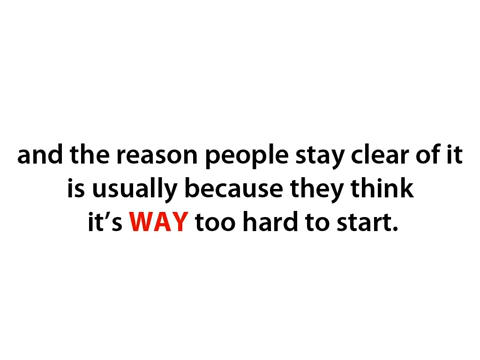 and the reason people stay clear of it
is usually because they think
it’s WAY too hard to start.